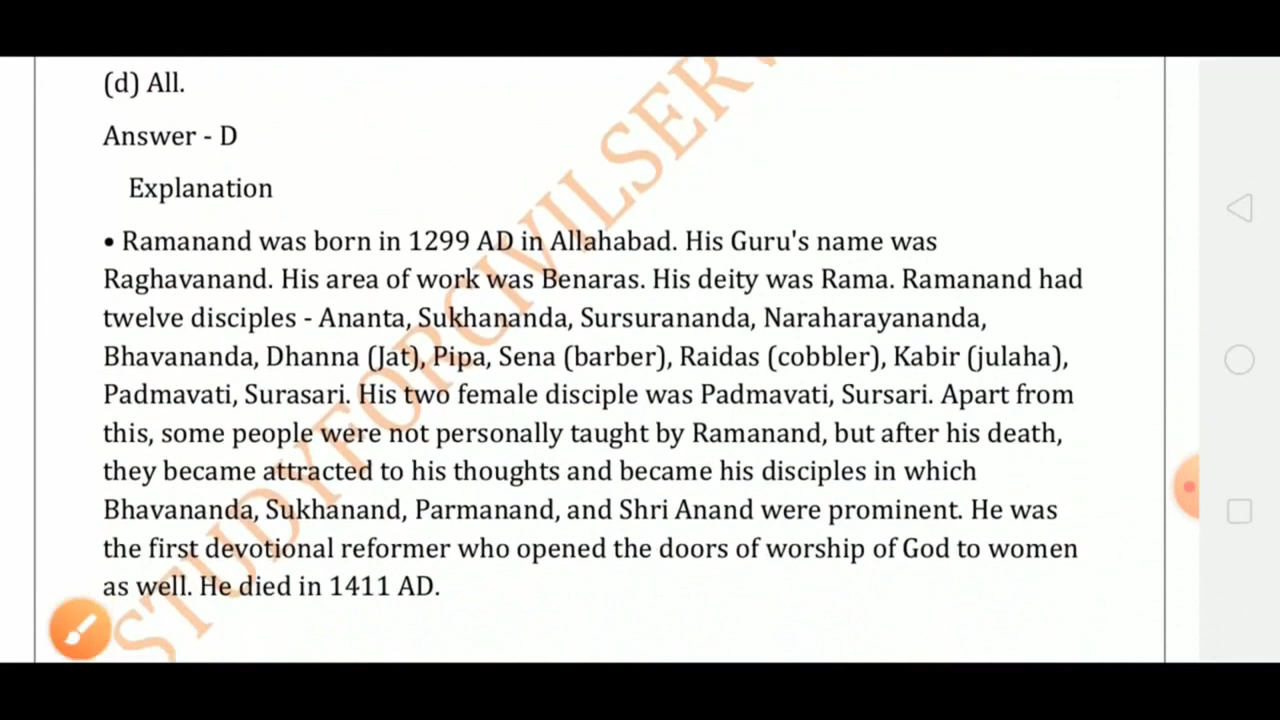 (d) All.
Answer - D
Explanation
• Ramanand was born in 1299 AD in Allahabad. His Guru's name was
Raghavanand. His area of work was Benaras. His deity was Rama. Ramanand had
twelve disciples - Ananta, Sukhananda, Sursurananda, Naraharayananda,
Bhavananda, Dhanna (Jat), Pipa, Sena (barber), Raidas (cobbler), Kabir (julaha),
Padmavati, Surasari. His two female disciple was Padmavati, Sursari. Apart from
this, some people were not personally taught by Ramanand, but after his death,
they became attracted to his thoughts and became his disciples in which
Bhavananda, Sukhanand, Parmanand, and Shri Anand were prominent. He was
the first devotional reformer who opened the doors of worship of God to women
as well. He died in 1411 AD.
STUDYFORCIVILSERV